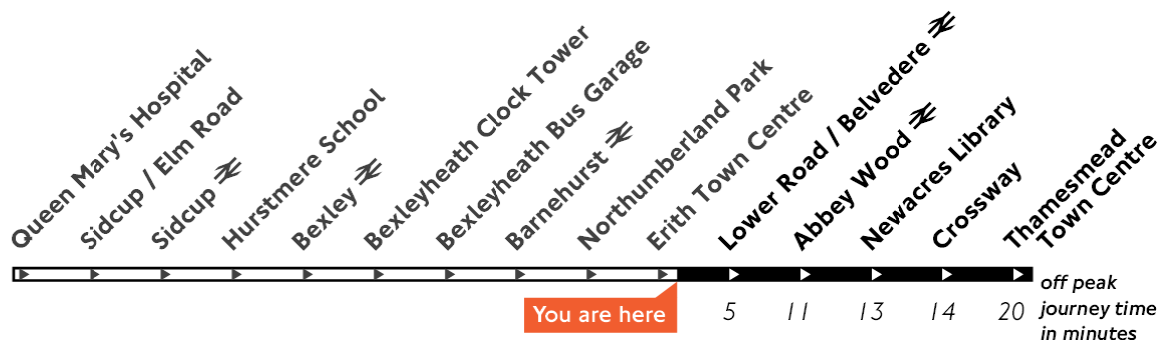 Queen Mary's Hospital
Sidcup / Elm Road
Sidcup
Hurstmere School
Bexley
Bexleyheath Clock Tower
Bexleyheath Bus Garage
Barnehurst
Northumberland Park
Erith Town Centre
Lower Road / Belvedere
Abbey Wood
Newacres Library
Crossway
Thamesmead
Town Centre
You are here
5 11 13 14 20
off peak
journey time
in minutes